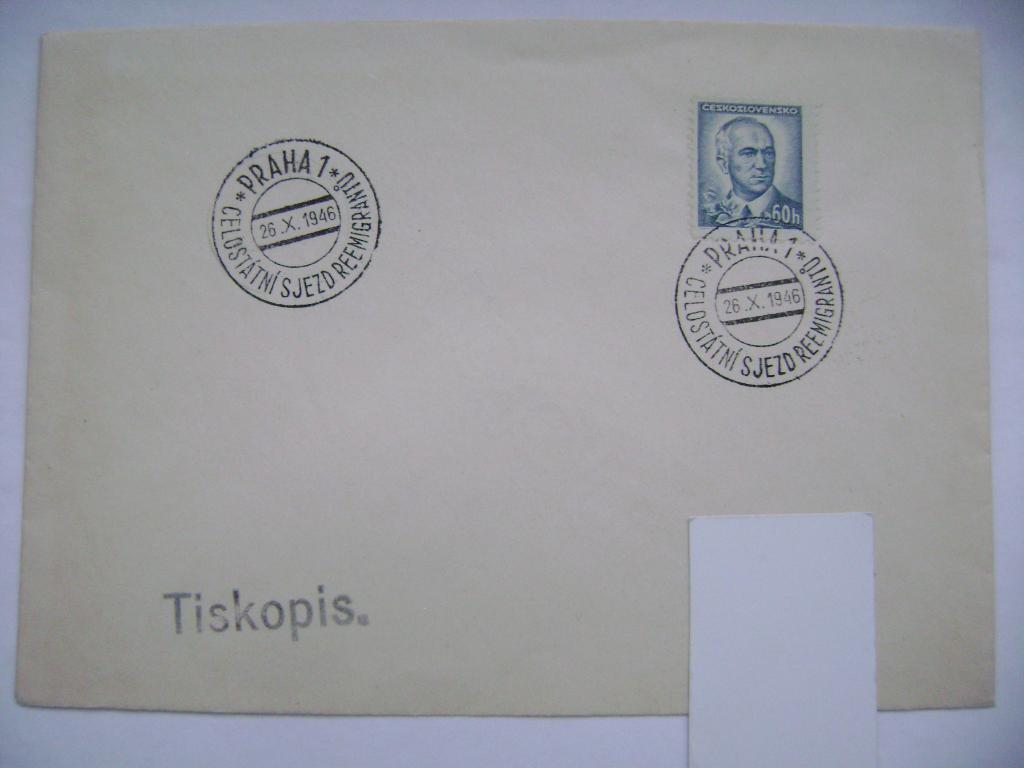 ČESKOSLOVENSKO
60h
*PRAHA 1*
26.X.1946
CELOSTÁTNÍ SJEZD REEMIGRANTŮ
*PRAHA 1*
26.X.1946
CELOSTÁTNÍ SJEZD REEMIGRANTŮ
Tiskopis.